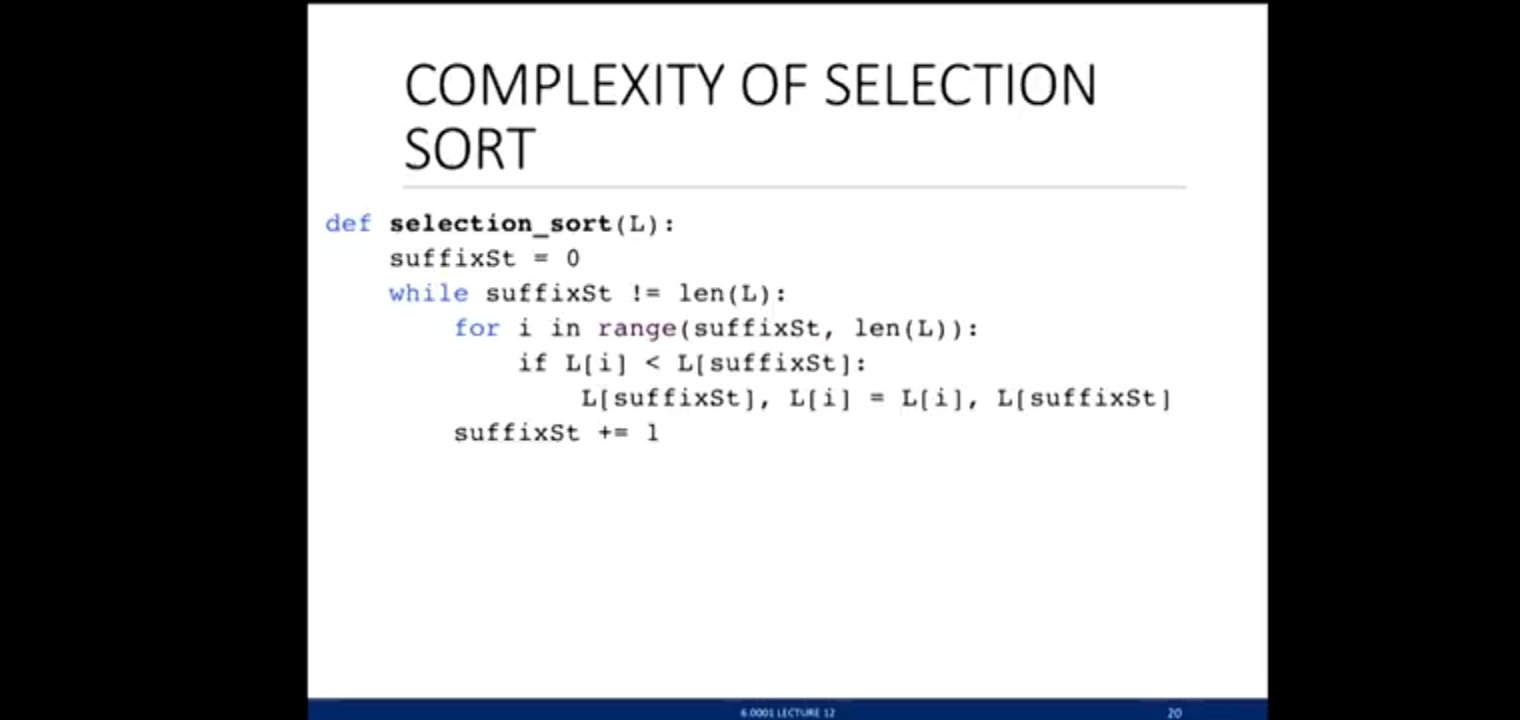 COMPLEXITY OF SELECTION
SORT
def selection_sort(L):
    suffixSt = 0
    while suffixSt != len(L):
        for i in range(suffixSt, len(L)):
            if L[i] < L[suffixSt]:
                L[suffixSt], L[i] = L[i], L[suffixSt]
        suffixSt += 1
6.0001 LECTURE 12
20